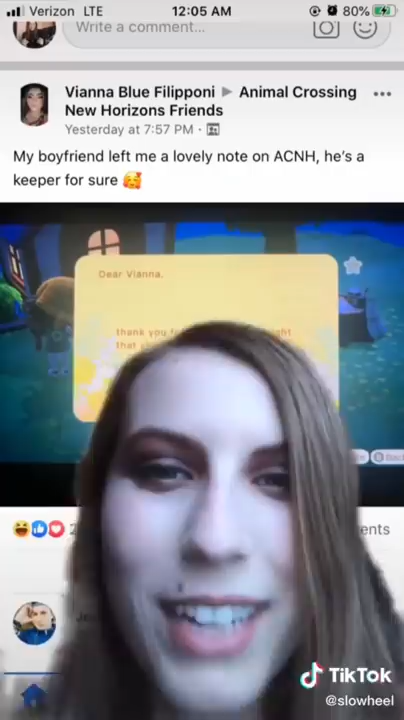 Verizon LTE 12:05 AM 80%
Write a comment...
Vianna Blue Filipponi ▶ Animal Crossing
New Horizons Friends
Yesterday at 7:57 PM ·
My boyfriend left me a lovely note on ACNH, he's a
keeper for sure 🥰
Dear Vianna,
thank you
that
TikTok
@slowheel